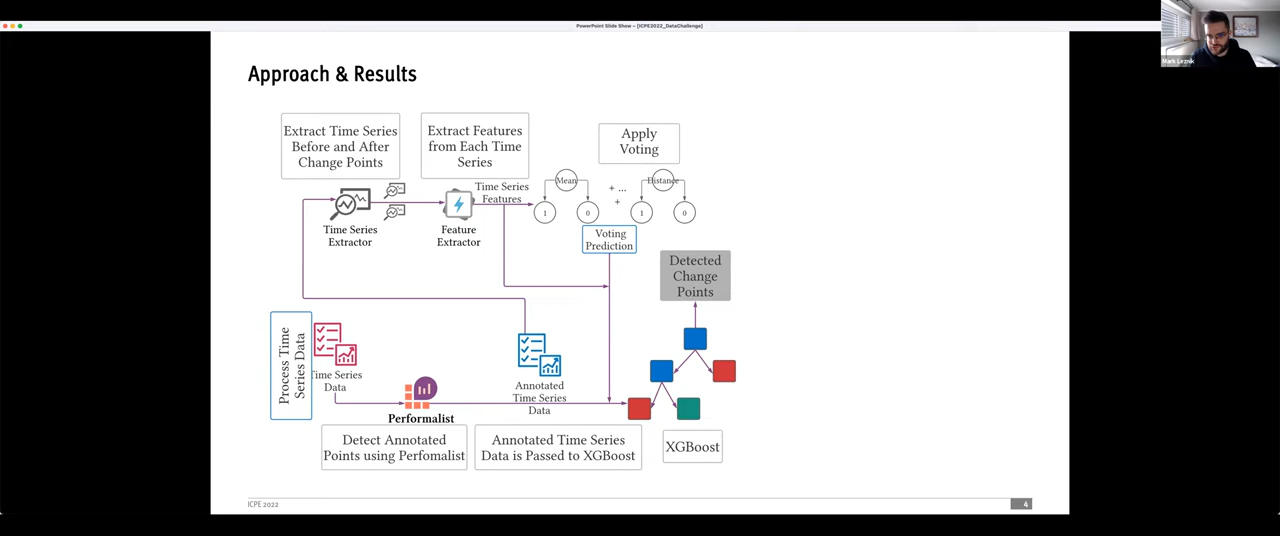 PowerPoint Slide Show - [ICPE2022_DataChallenge]
Approach & Results
Extract Time Series
Before and After
Change Points
Extract Features
from Each Time
Series
Apply
Voting
Time Series
Features
Mean
+ ...
+
Distance
1
0
1
0
Time Series
Extractor
Feature
Extractor
Voting
Prediction
Detected
Change
Points
Process Time
Series Data
Time Series
Data
Annotated
Time Series
Data
Performalist
Detect Annotated
Points using Perfomalist
Annotated Time Series
Data is Passed to XGBoost
XGBoost
ICPE 2022
4
Mark Leznik